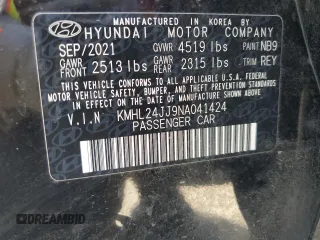 MANUFACTURED IN KOREA BY
HYUNDAI MOTOR COMPANY
SEP/2021 GVWR 4519 lbs PAINT NB9
GAWR FRONT 2513 lbs GAWR REAR 2315 lbs TRIM REY
THIS VEHICLE CONFORMS TO ALL APPLICABLE U.S. FEDERAL
MOTOR VEHICLE SAFETY, BUMPER, AND THEFT PREVENTION
STANDARDS IN EFFECT ON THE DATE OF MANUFACTURE
SHOWN ABOVE.
V.I.N KMHL24JJ9NA041424
PASSENGER CAR
AUTOBIDMASTER